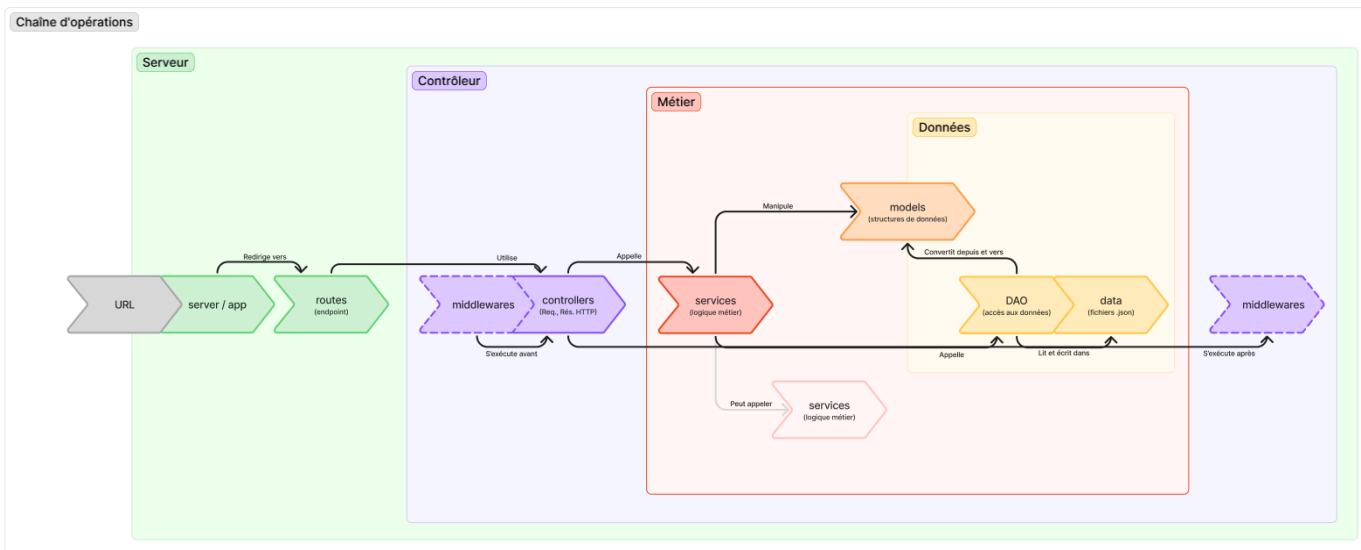 Chaîne d'opérations
Serveur
Contrôleur
Métier
Données
models
(structures de données)
Manipule
Convertit depuis et vers
Redirige vers
Utilise
Appelle
URL
server / app
routes
(endpoint)
middlewares
controllers
(Req., Rés. HTTP)
services
(logique métier)
DAO
(accès aux données)
data
(fichiers .json)
middlewares
S'exécute avant
Appelle
Lit et écrit dans
S'exécute après
Peut appeler
services
(logique métier)